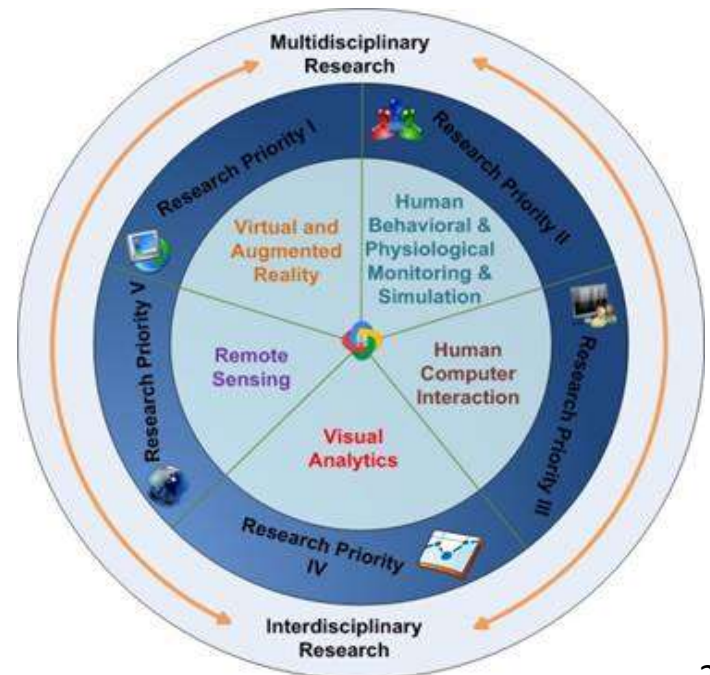 Multidisciplinary
Research
Research Priority I
Research Priority II
Virtual and
Augmented
Reality
Human
Behavioral &
Physiological
Monitoring &
Simulation
Research Priority V
Remote
Sensing
Human
Computer
Interaction
Research Priority III
Visual
Analytics
Research Priority
IV
Interdisciplinary
Research